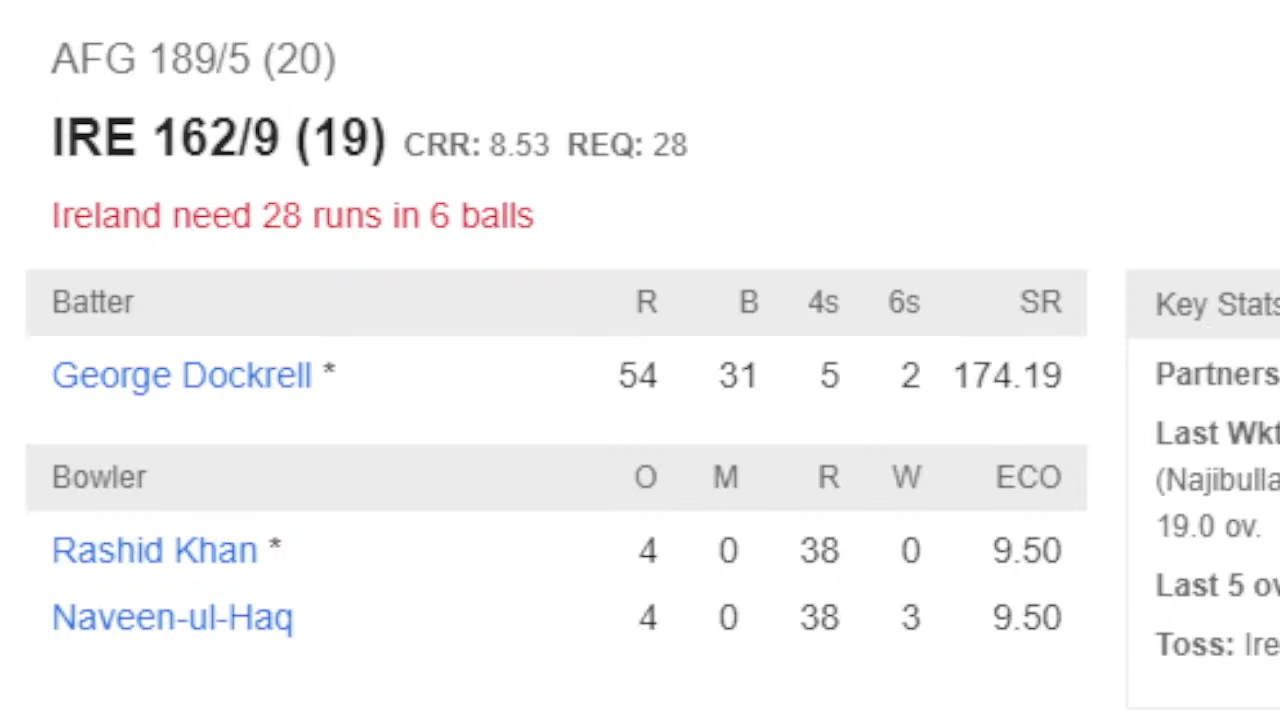 AFG 189/5 (20)
IRE 162/9 (19) CRR: 8.53 REQ: 28
Ireland need 28 runs in 6 balls
Batter R B 4s 6s SR
George Dockrell * 54 31 5 2 174.19
Bowler O M R W ECO
Rashid Khan * 4 0 38 0 9.50
Naveen-ul-Haq 4 0 38 3 9.50
Key Stats
Partners
Last Wkt
(Najibulla
19.0 ov.
Last 5 ov
Toss: Ire